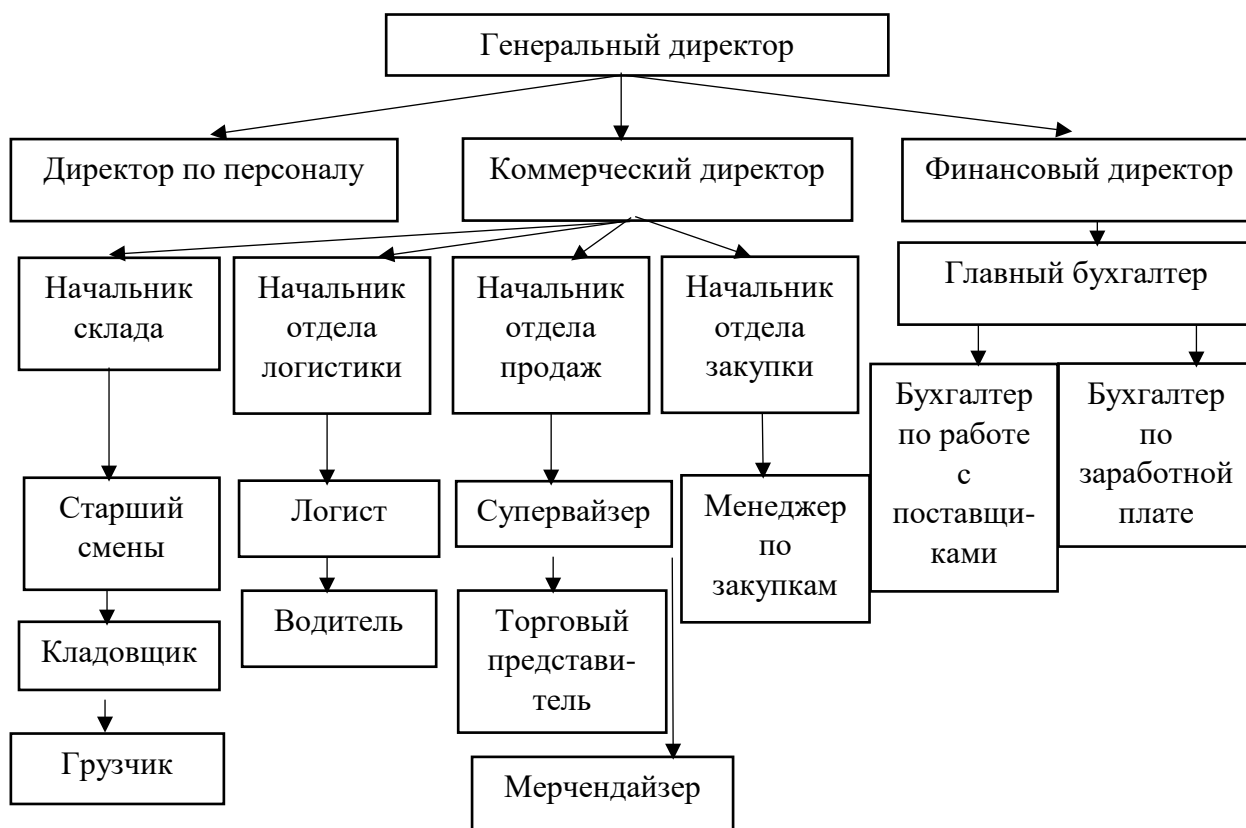 Генеральный директор
Директор по персоналу
Коммерческий директор
Финансовый директор
Начальник
склада
Начальник
отдела
логистики
Начальник
отдела
продаж
Начальник
отдела
закупки
Главный бухгалтер
Бухгалтер
по работе
с
поставщи-
ками
Бухгалтер
по
заработной
плате
Старший
смены
Логист
Супервайзер
Менеджер
по
закупкам
Кладовщик
Водитель
Торговый
представи-
тель
Грузчик
Мерчендайзер